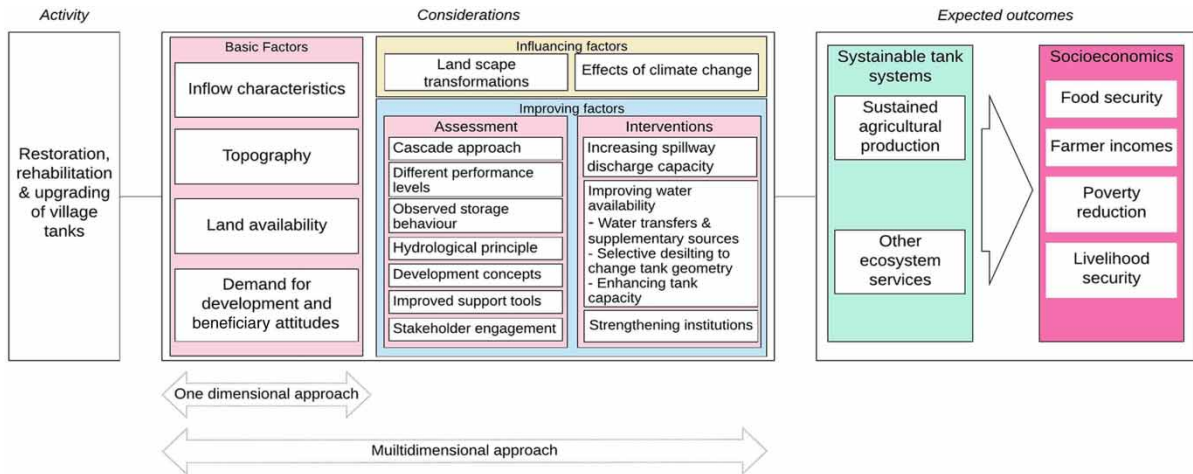 Activity
Considerations
Expected outcomes
Restoration,
rehabilitation
& upgrading
of village
tanks
Basic Factors
Inflow characteristics
Topography
Land availability
Demand for
development and
beneficiary attitudes
Influencing factors
Land scape
transformations
Effects of climate change
Improving factors
Assessment
Cascade approach
Different performance
levels
Observed storage
behaviour
Hydrological principle
Development concepts
Improved support tools
Stakeholder engagement
Interventions
Increasing spillway
discharge capacity
Improving water
availability
- Water transfers &
supplementary sources
- Selective desilting to
change tank geometry
- Enhancing tank
capacity
Strengthening institutions
Systainable tank
systems
Sustained
agricultural
production
Other
ecosystem
services
Socioeconomics
Food security
Farmer incomes
Poverty
reduction
Livelihood
security
One dimensional approach
Muiltidimensional approach